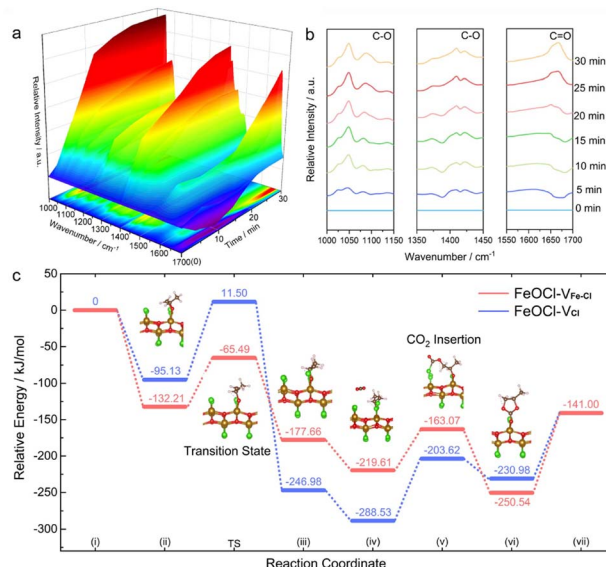 a
Relative Intensity / a.u.
1000
1100
1200
1300
1400
1500
1600
1700(0)
Wavenumber / cm-1
10
20
30
Time / min
b
Relative Intensity / a.u.
C-O
C-O
C=O
30 min
25 min
20 min
15 min
10 min
5 min
0 min
1000 1050 1100 1150
1350 1400 1450
1550 1600 1650 1700
Wavenumber / cm-1
c
Relative Energy / kJ/mol
50
0
-50
-100
-150
-200
-250
-300
FeOCl-VFe-Cl
FeOCl-VCl
0
-95.13
-132.21
11.50
-65.49
Transition State
-177.66
-246.98
-219.61
-288.53
CO2 Insertion
-163.07
-203.62
-230.98
-250.54
-141.00
(i) (ii) TS (iii) (iv) (v) (vi) (vii)
Reaction Coordinate